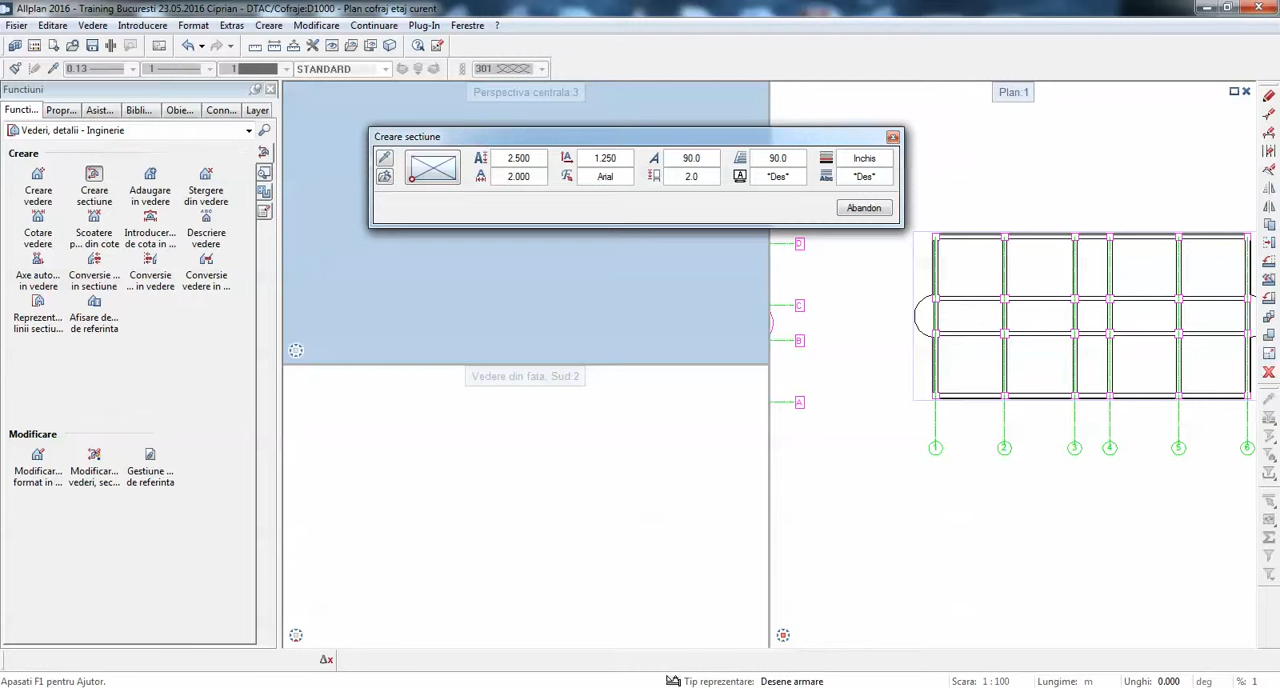 Allplan 2016 - Training Bucuresti 23.05.2016 Ciprian - DTAC/Cofraje:D1000 - Plan cofraj etaj curent
Fisier Editare Vedere Introducere Format Extras Creare Modificare Continuare Plug-In Ferestre ?
0.13 1 1 STANDARD 301
Functiuni
Functi... Propr... Asist... Bibli... Obie... Conn... Layer
Vederi, detalii - Inginerie
Creare
Creare vedere
Creare sectiune
Adaugare in vedere
Stergere din vedere
Cotare vedere
Scoatere p... din cote
Introducere de cota in ...
Descriere vedere
Axe auto... in vedere
Conversie ... in sectiune
Conversie ... in vedere
Conversie vedere in ...
Reprezent... linii sectiu...
Afisare de... de referinta
Modificare
Modificar... format in ...
Modificar... vederi, sec...
Gestiune ... de referinta
Perspectiva centrala:3
Plan:1
Creare sectiune
2.500 1.250 90.0 90.0 Inchis
2.000 Arial 2.0 *Des* *Des*
Abandon
Vedere din fata, Sud:2
D
C
B
A
1 2 3 4 5 6
Apasati F1 pentru Ajutor.
Tip reprezentare: Desene armare
Scara: 1 : 100 Lungime: m Unghi: 0.000 deg %: 1